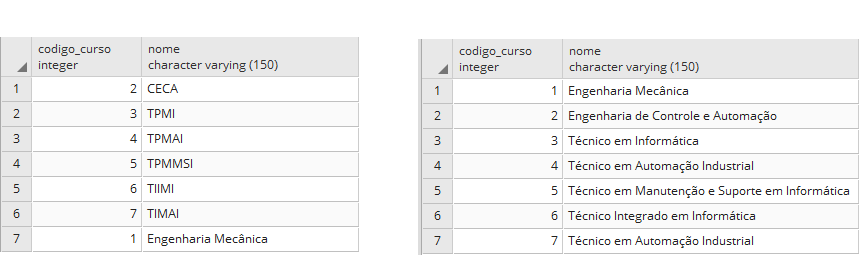 codigo_curso nome
integer character varying (150)
1 2 CECA
2 3 TPMI
3 4 TPMAI
4 5 TPMMSI
5 6 TIIMI
6 7 TIMAI
7 1 Engenharia Mecânica
codigo_curso nome
integer character varying (150)
1 1 Engenharia Mecânica
2 2 Engenharia de Controle e Automação
3 3 Técnico em Informática
4 4 Técnico em Automação Industrial
5 5 Técnico em Manutenção e Suporte em Informática
6 6 Técnico Integrado em Informática
7 7 Técnico em Automação Industrial